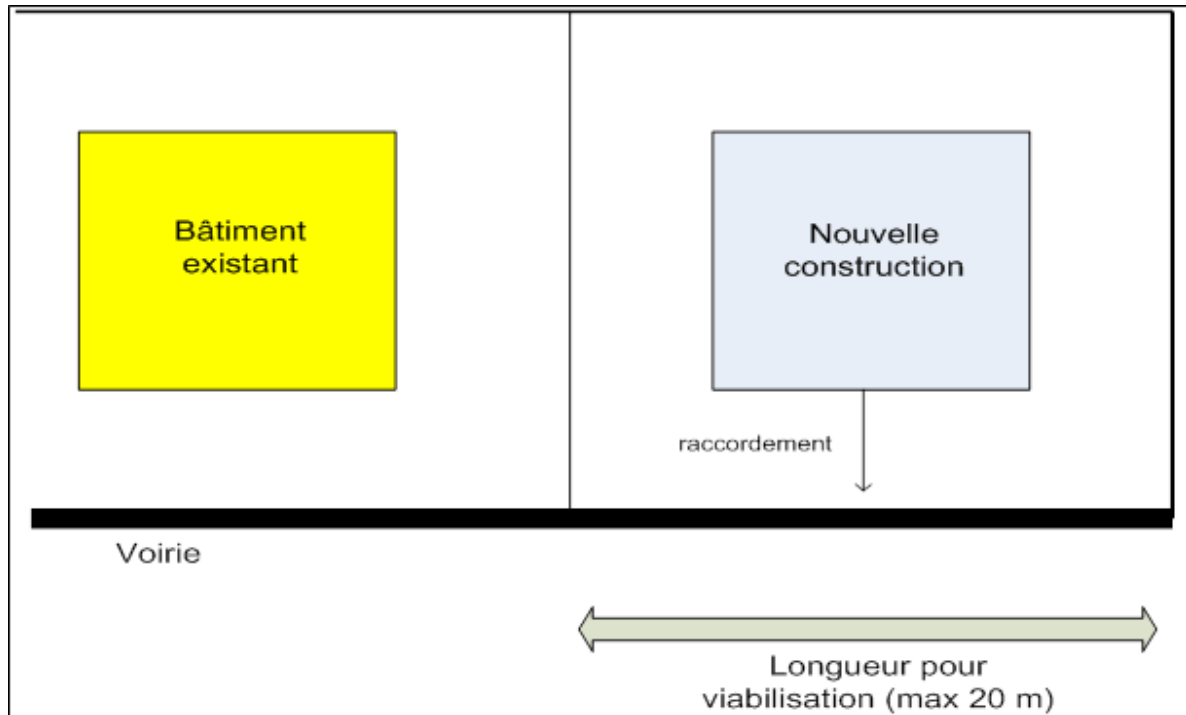 Bâtiment
existant
Nouvelle
construction
raccordement
Voirie
Longueur pour
viabilisation (max 20 m)